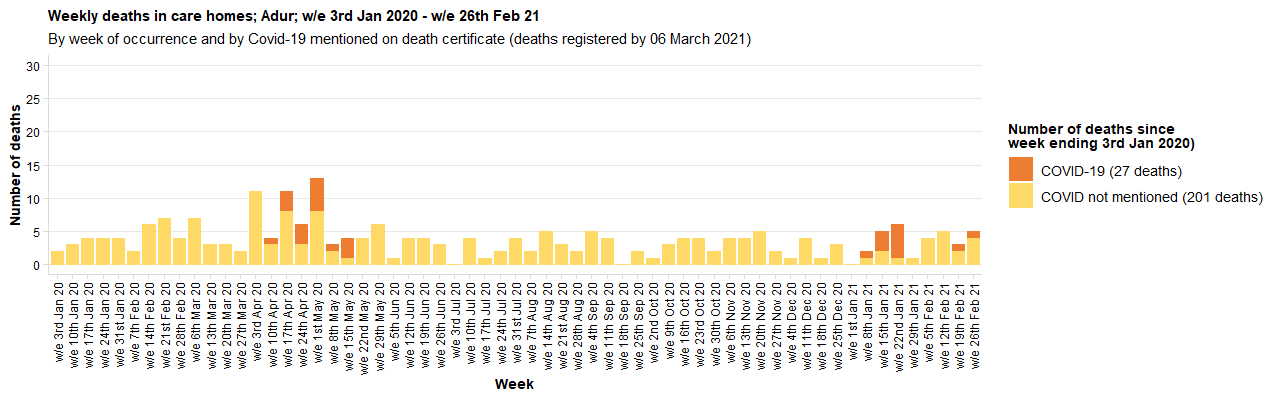 Weekly deaths in care homes; Adur; w/e 3rd Jan 2020 - w/e 26th Feb 21
By week of occurrence and by Covid-19 mentioned on death certificate (deaths registered by 06 March 2021)
Number of deaths
30
25
20
15
10
5
0
w/e 3rd Jan 20
w/e 10th Jan 20
w/e 17th Jan 20
w/e 24th Jan 20
w/e 31st Jan 20
w/e 7th Feb 20
w/e 14th Feb 20
w/e 21st Feb 20
w/e 28th Feb 20
w/e 6th Mar 20
w/e 13th Mar 20
w/e 20th Mar 20
w/e 27th Mar 20
w/e 3rd Apr 20
w/e 10th Apr 20
w/e 17th Apr 20
w/e 24th Apr 20
w/e 1st May 20
w/e 8th May 20
w/e 15th May 20
w/e 22nd May 20
w/e 29th May 20
w/e 5th Jun 20
w/e 12th Jun 20
w/e 19th Jun 20
w/e 26th Jun 20
w/e 3rd Jul 20
w/e 10th Jul 20
w/e 17th Jul 20
w/e 24th Jul 20
w/e 31st Jul 20
w/e 7th Aug 20
w/e 14th Aug 20
w/e 21st Aug 20
w/e 28th Aug 20
w/e 4th Sep 20
w/e 11th Sep 20
w/e 18th Sep 20
w/e 25th Sep 20
w/e 2nd Oct 20
w/e 9th Oct 20
w/e 16th Oct 20
w/e 23rd Oct 20
w/e 30th Oct 20
w/e 6th Nov 20
w/e 13th Nov 20
w/e 20th Nov 20
w/e 27th Nov 20
w/e 4th Dec 20
w/e 11th Dec 20
w/e 18th Dec 20
w/e 25th Dec 20
w/e 1st Jan 21
w/e 8th Jan 21
w/e 15th Jan 21
w/e 22nd Jan 21
w/e 29th Jan 21
w/e 5th Feb 21
w/e 12th Feb 21
w/e 19th Feb 21
w/e 26th Feb 21
Week
Number of deaths since
week ending 3rd Jan 2020)
COVID-19 (27 deaths)
COVID not mentioned (201 deaths)